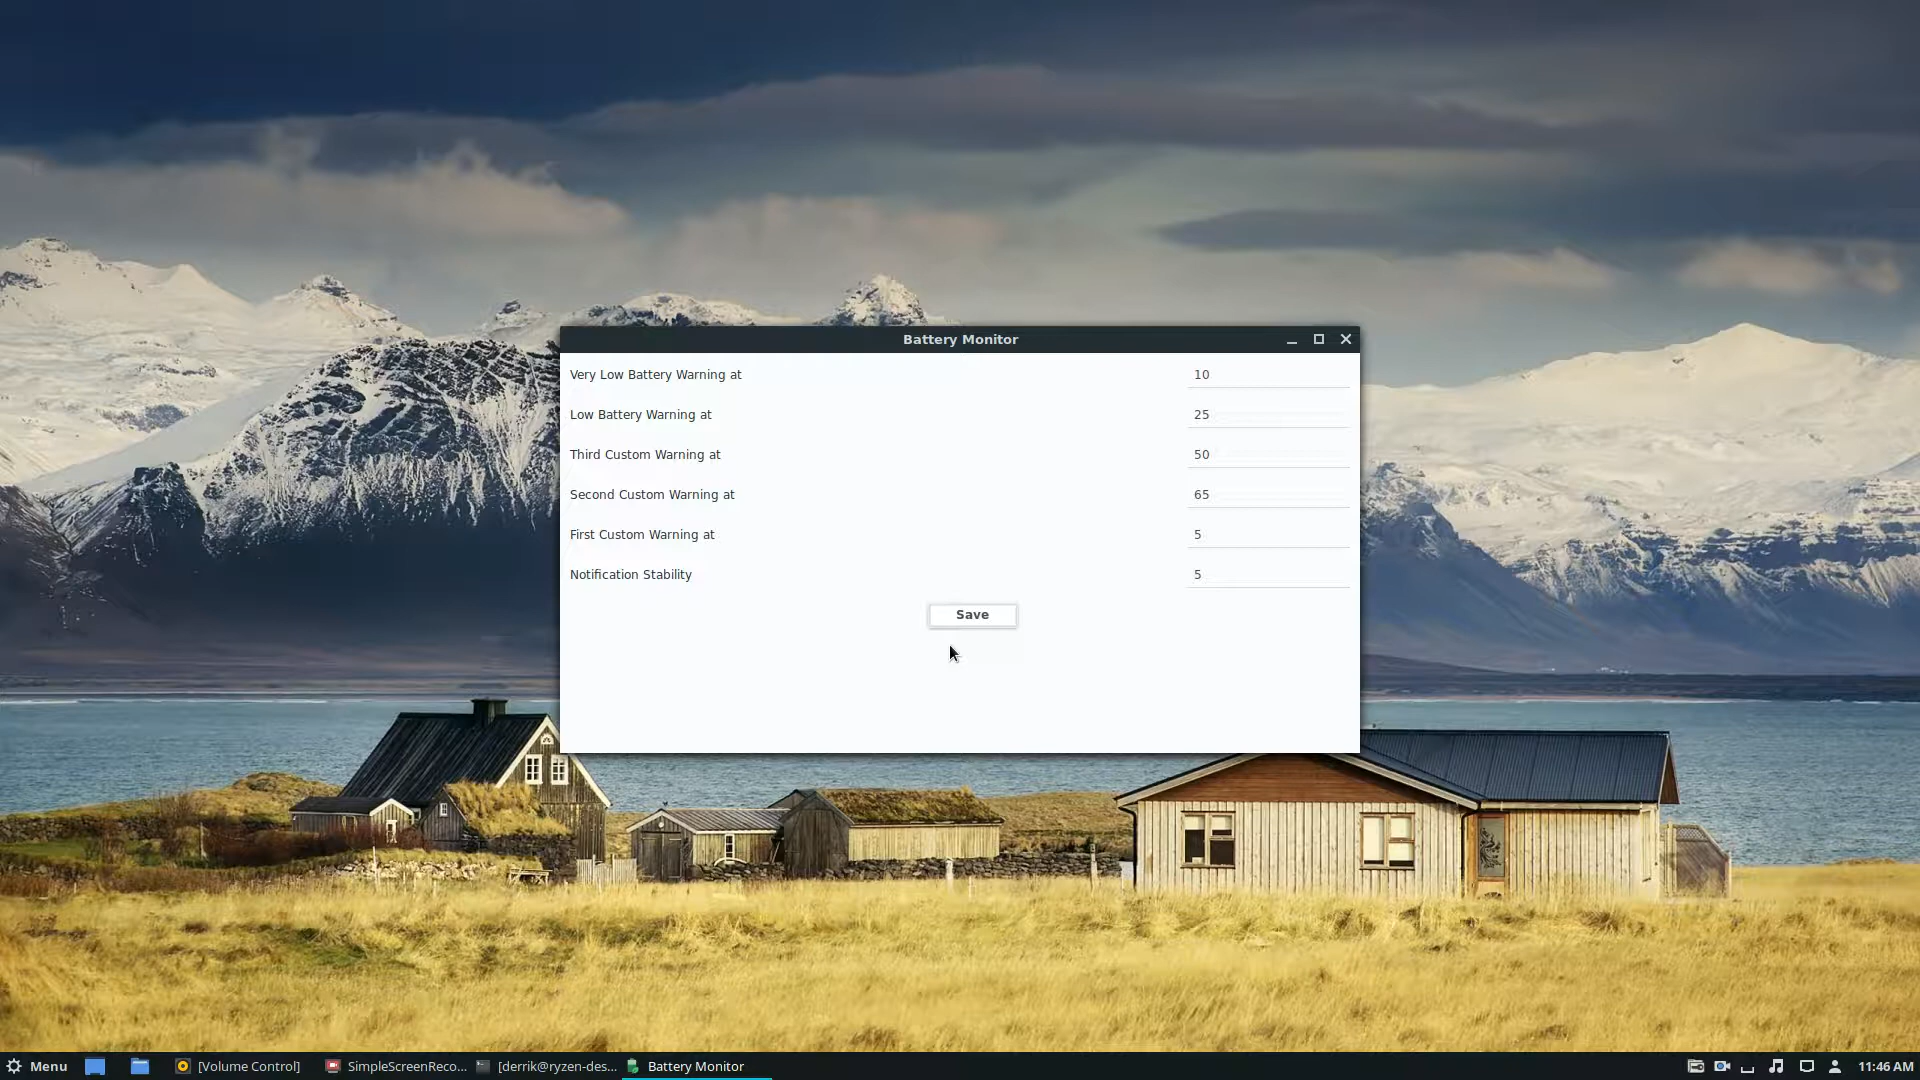 Battery Monitor
Very Low Battery Warning at 10
Low Battery Warning at 25
Third Custom Warning at 50
Second Custom Warning at 65
First Custom Warning at 5
Notification Stability 5
Save
Menu [Volume Control] SimpleScreenReco... [derrik@ryzen-des... Battery Monitor 11:46 AM